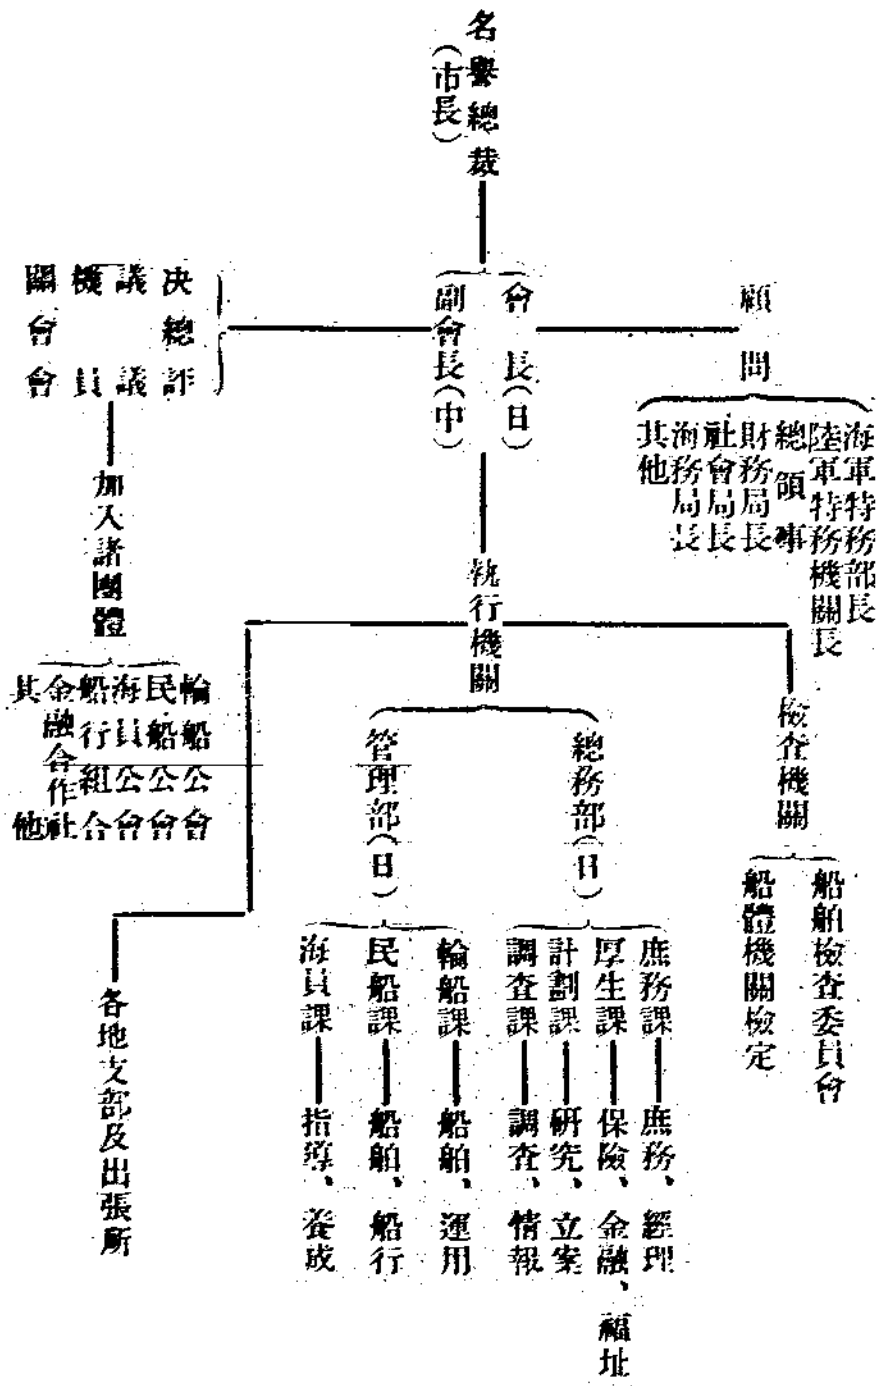 名譽總裁
(市長)
會長(日)
副會長(中)
顧問
海軍特務部長
陸軍特務機關長
總領事
財務局長
社會局長
海務局長
其他
决議機關
總會
評議員會
加入諸團體
輪船公會
民船公會
海員公會
船行組合
金融合作社
其他
執行機關
檢查機關
船舶檢查委員會
船體機關檢定
總務部(日)
庶務課
庶務、經理
厚生課
保險、金融、福址
計劃課
研究、立案
調查課
調查、情報
管理部(日)
輪船課
船舶、運用
民船課
船舶、船行
海員課
指導、養成
各地支部及出張所